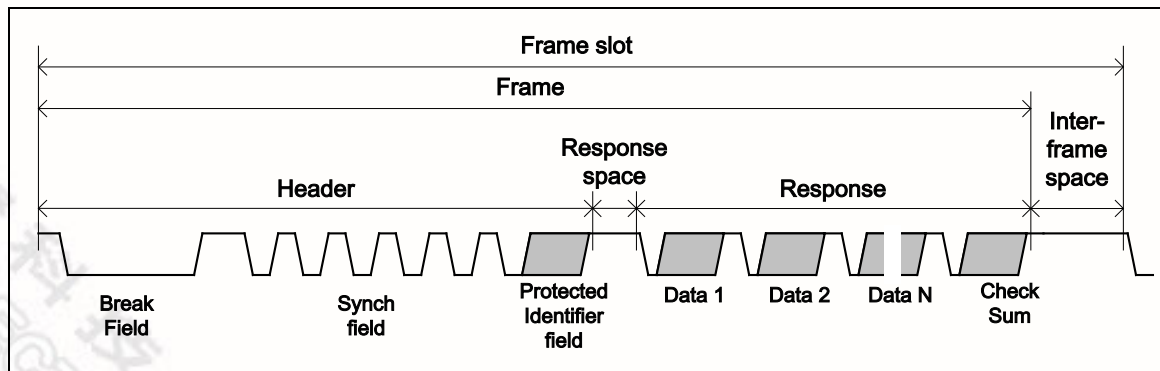 Frame slot
Frame
Inter-
frame
space
Response
space
Header
Response
Break
Field
Synch
field
Protected
Identifier
field
Data 1
Data 2
Data N
Check
Sum